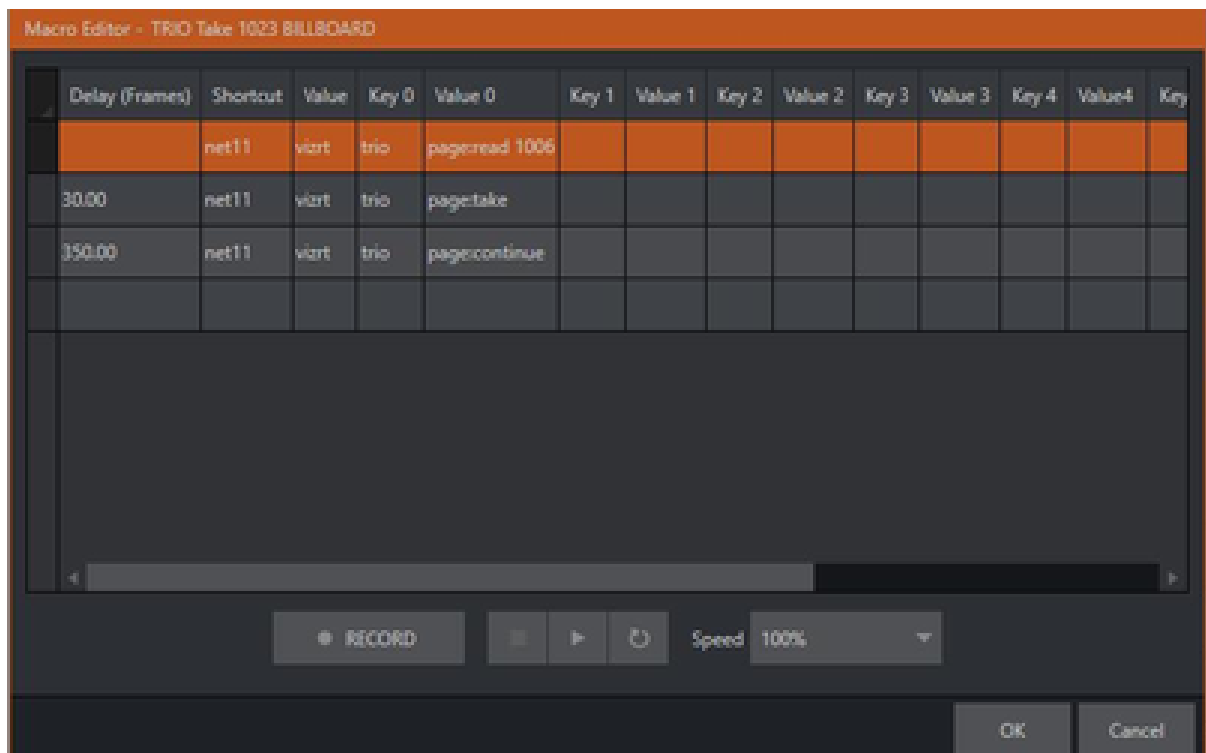 Macro Editor - TRIO Take 1023 BILLBOARD
Delay (Frames) Shortcut Value Key 0 Value 0 Key 1 Value 1 Key 2 Value 2 Key 3 Value 3 Key 4 Value4 Key
net11 vizrt trio page:read 1006
30.00 net11 vizrt trio page:take
350.00 net11 vizrt trio page:continue
RECORD Speed 100%
OK Cancel